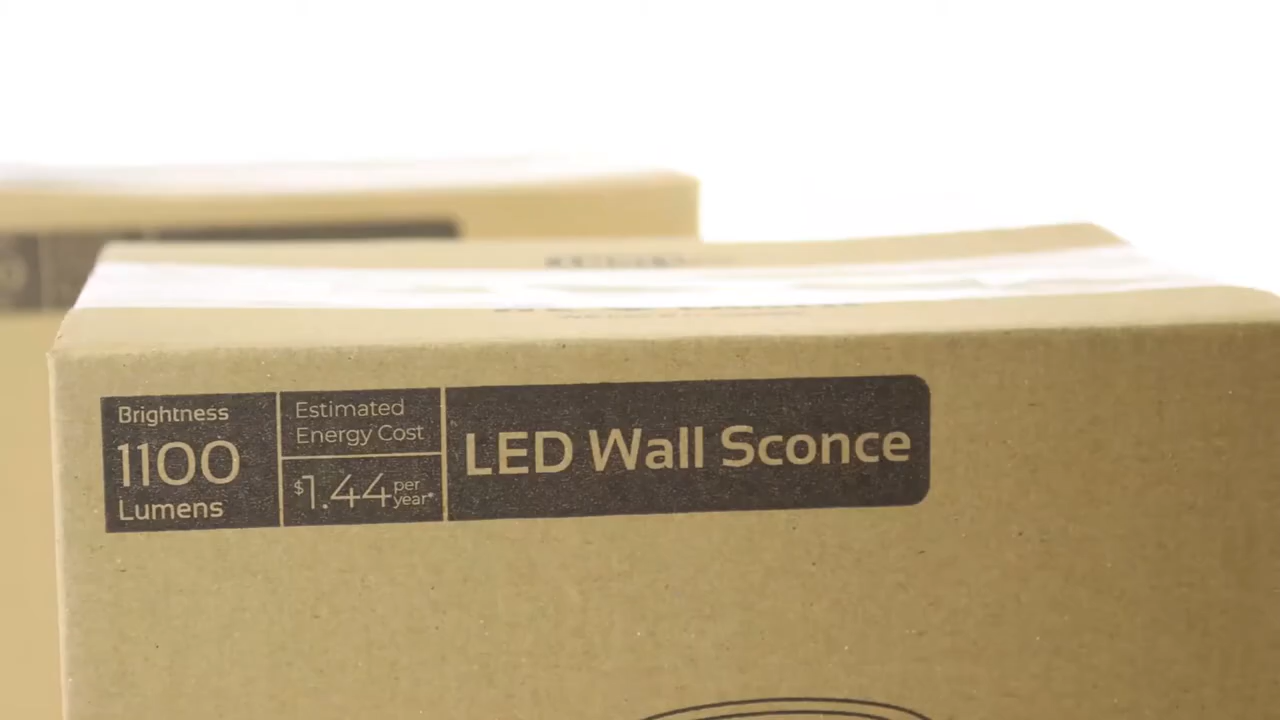 Brightness
1100
Lumens
Estimated
Energy Cost
$1.44 per year*
LED Wall Sconce